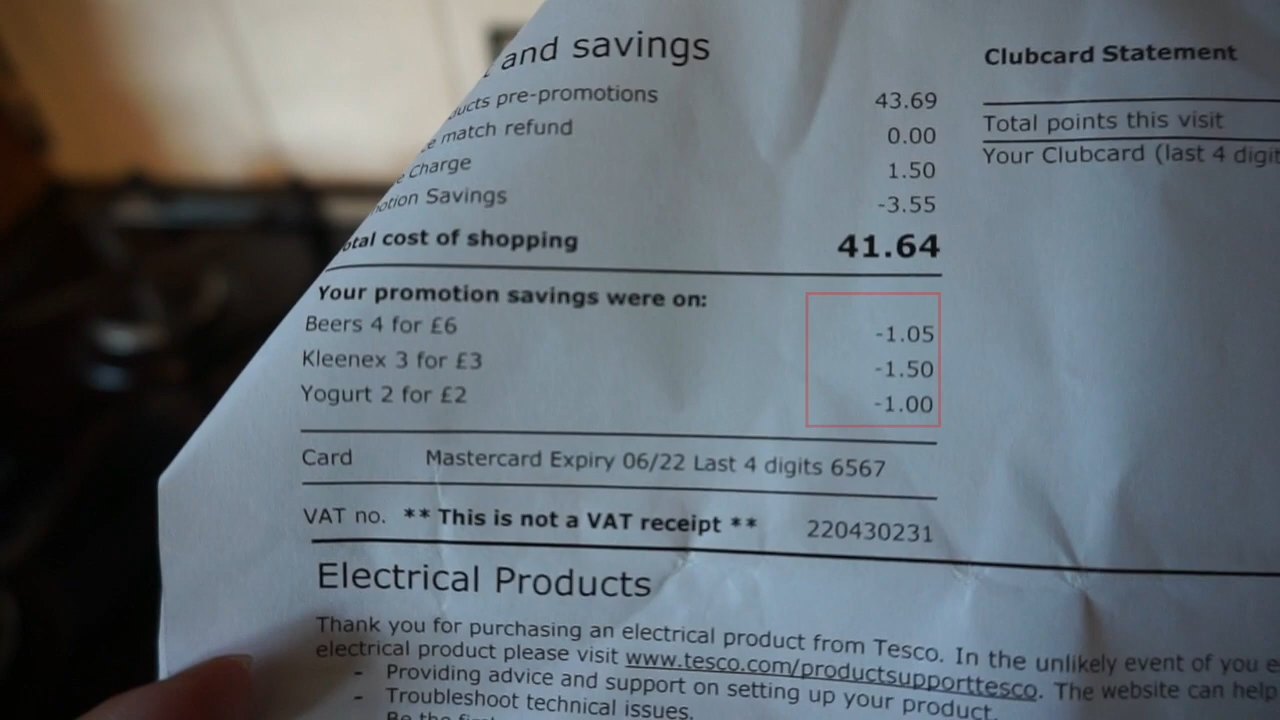 and savings
pre-promotions 43.69
match refund 0.00
Charge 1.50
Savings -3.55
cost of shopping 41.64
Your promotion savings were on:
Beers 4 for £6 -1.05
Kleenex 3 for £3 -1.50
Yogurt 2 for £2 -1.00
Card Mastercard Expiry 06/22 Last 4 digits 6567
VAT no. ** This is not a VAT receipt ** 220430231
Electrical Products
Thank you for purchasing an electrical product from Tesco. In the unlikely event of you
electrical product please visit www.tesco.com/productsupporttesco. The website can help
- Providing advice and support on setting up your product.
- Troubleshoot technical issues.
Be the
Clubcard Statement
Total points this visit
Your Clubcard (last 4 digit